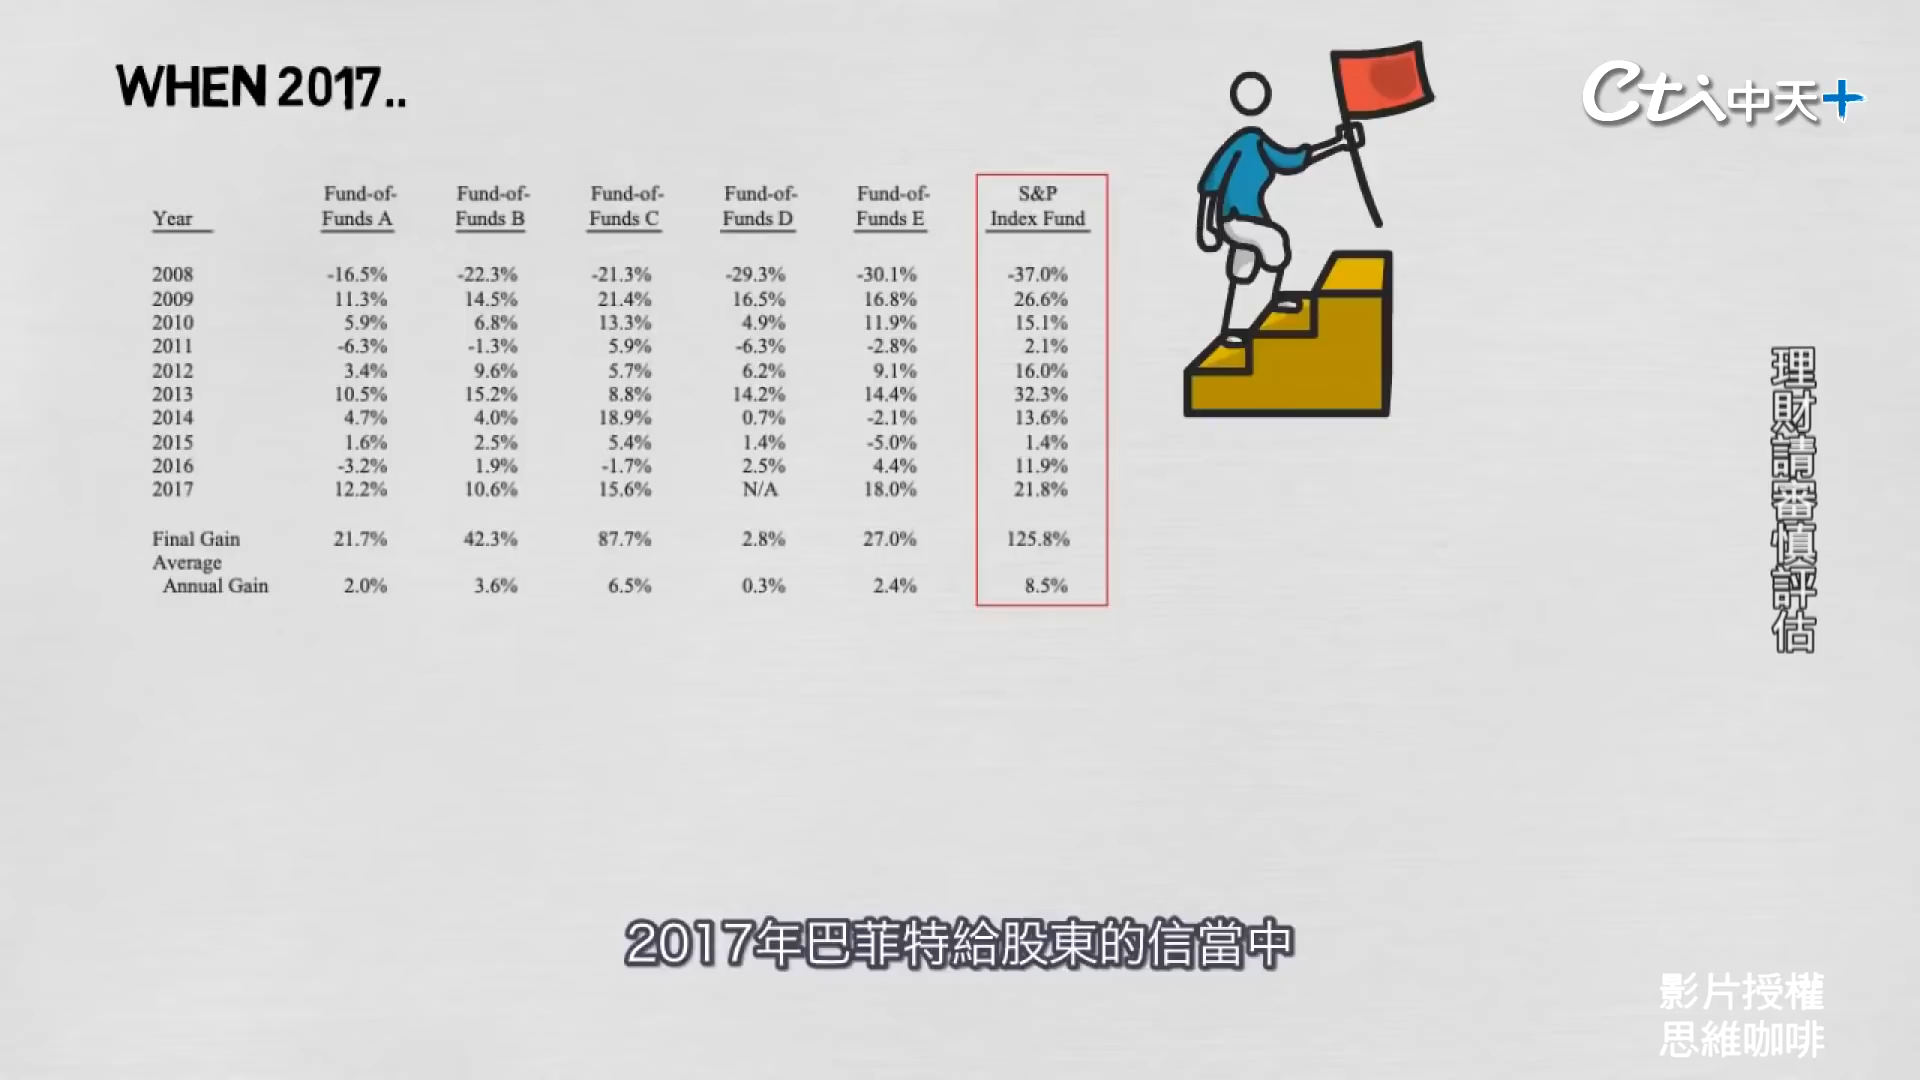 WHEN 2017..
Cti中天+
Fund-of- Fund-of- Fund-of- Fund-of- Fund-of- S&P
Year Funds A Funds B Funds C Funds D Funds E Index Fund
2008 -16.5% -22.3% -21.3% -29.3% -30.1% -37.0%
2009 11.3% 14.5% 21.4% 16.5% 16.8% 26.6%
2010 5.9% 6.8% 13.3% 4.9% 11.9% 15.1%
2011 -6.3% -1.3% 5.9% -6.3% -2.8% 2.1%
2012 3.4% 9.6% 5.7% 6.2% 9.1% 16.0%
2013 10.5% 15.2% 8.8% 14.2% 14.4% 32.3%
2014 4.7% 4.0% 18.9% 0.7% -2.1% 13.6%
2015 1.6% 2.5% 5.4% 1.4% -5.0% 1.4%
2016 -3.2% 1.9% -1.7% 2.5% 4.4% 11.9%
2017 12.2% 10.6% 15.6% N/A 18.0% 21.8%
Final Gain 21.7% 42.3% 87.7% 2.8% 27.0% 125.8%
Average
Annual Gain 2.0% 3.6% 6.5% 0.3% 2.4% 8.5%
理財請審慎評估
2017年巴菲特給股東的信當中
影片授權
思維咖啡